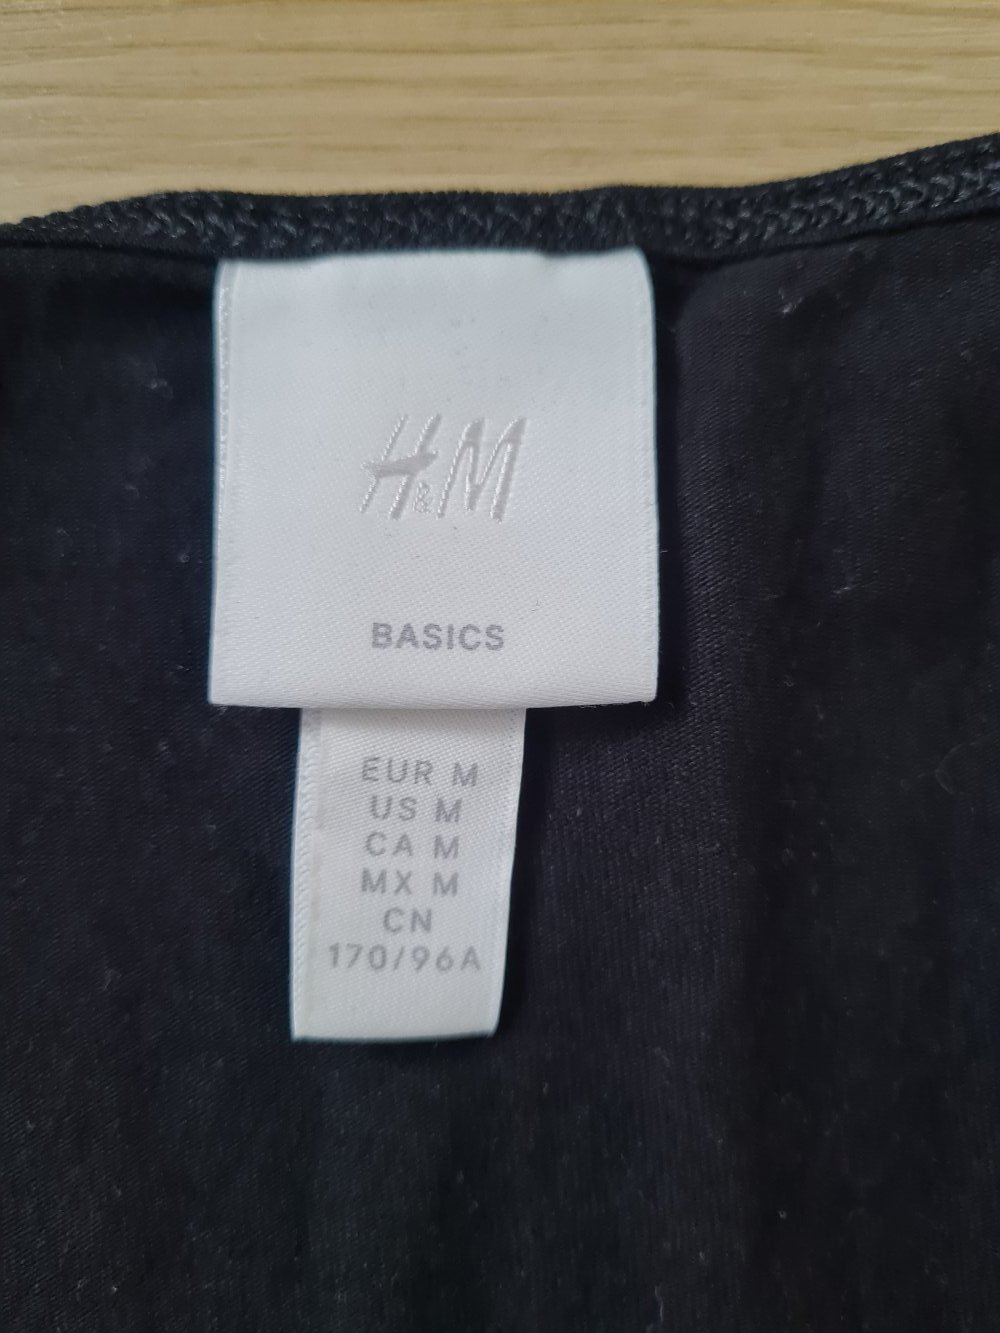 H&M
BASICS
EUR M
US M
CA M
MX M
CN
170/96A